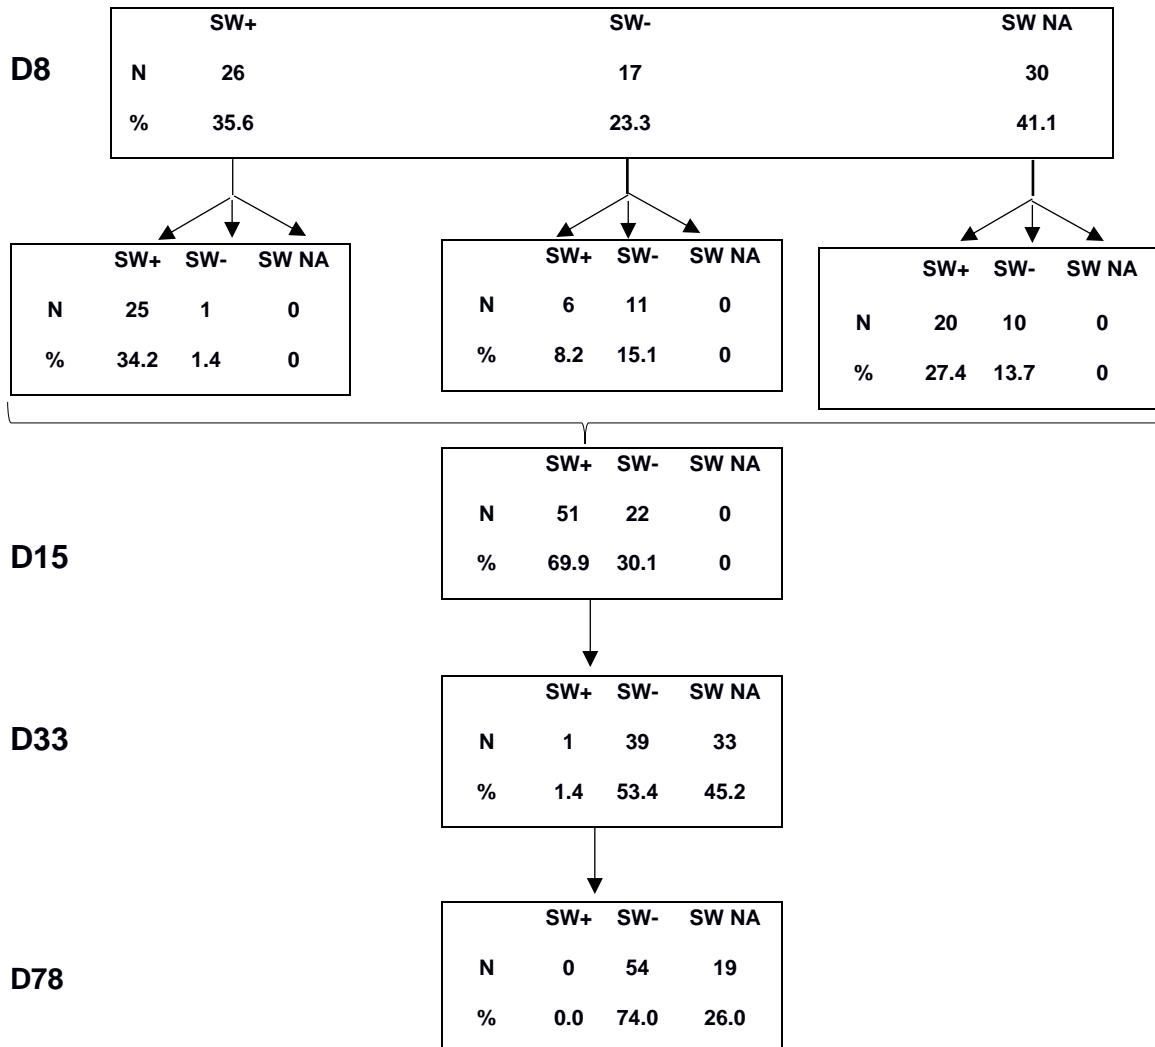 SW+ SW- SW NA
D8
N 26 17 30
% 35.6 23.3 41.1
SW+ SW- SW NA
N 25 1 0
% 34.2 1.4 0
SW+ SW- SW NA
N 6 11 0
% 8.2 15.1 0
SW+ SW- SW NA
N 20 10 0
% 27.4 13.7 0
SW+ SW- SW NA
N 51 22 0
D15
% 69.9 30.1 0
SW+ SW- SW NA
D33
N 1 39 33
% 1.4 53.4 45.2
SW+ SW- SW NA
D78
N 0 54 19
% 0.0 74.0 26.0